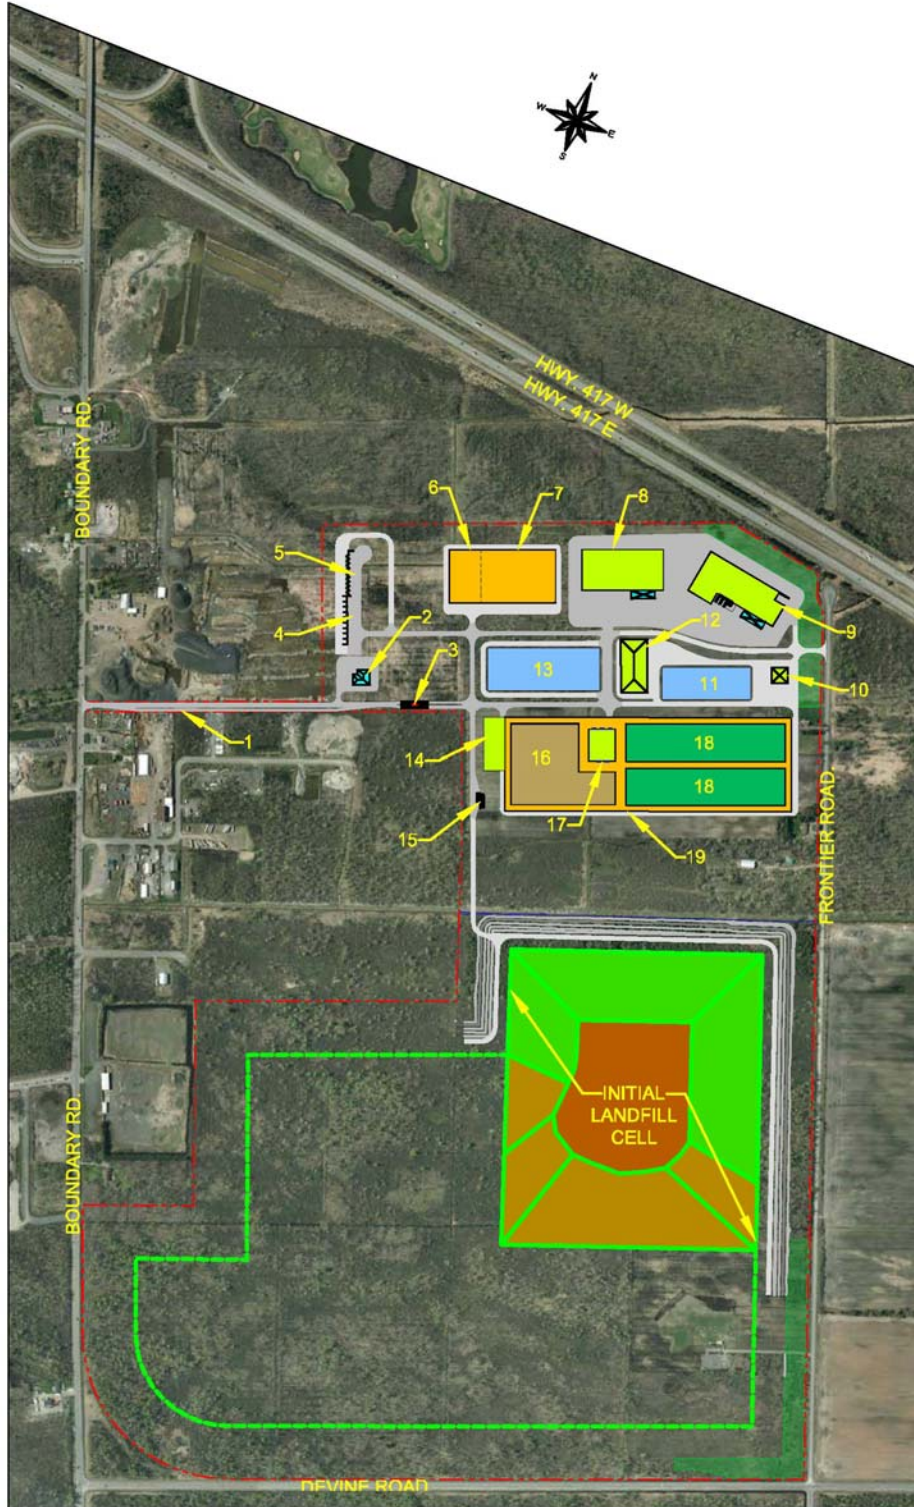 N
W
E
S
HWY. 417 W
HWY. 417 E
BOUNDARY RD.
6
7
8
5
4
2
12
9
3
13
11
10
1
14
16
18
17
18
15
19
FRONTIER ROAD.
INITIAL
LANDFILL
CELL
BOUNDARY RD.
DEVINE ROAD